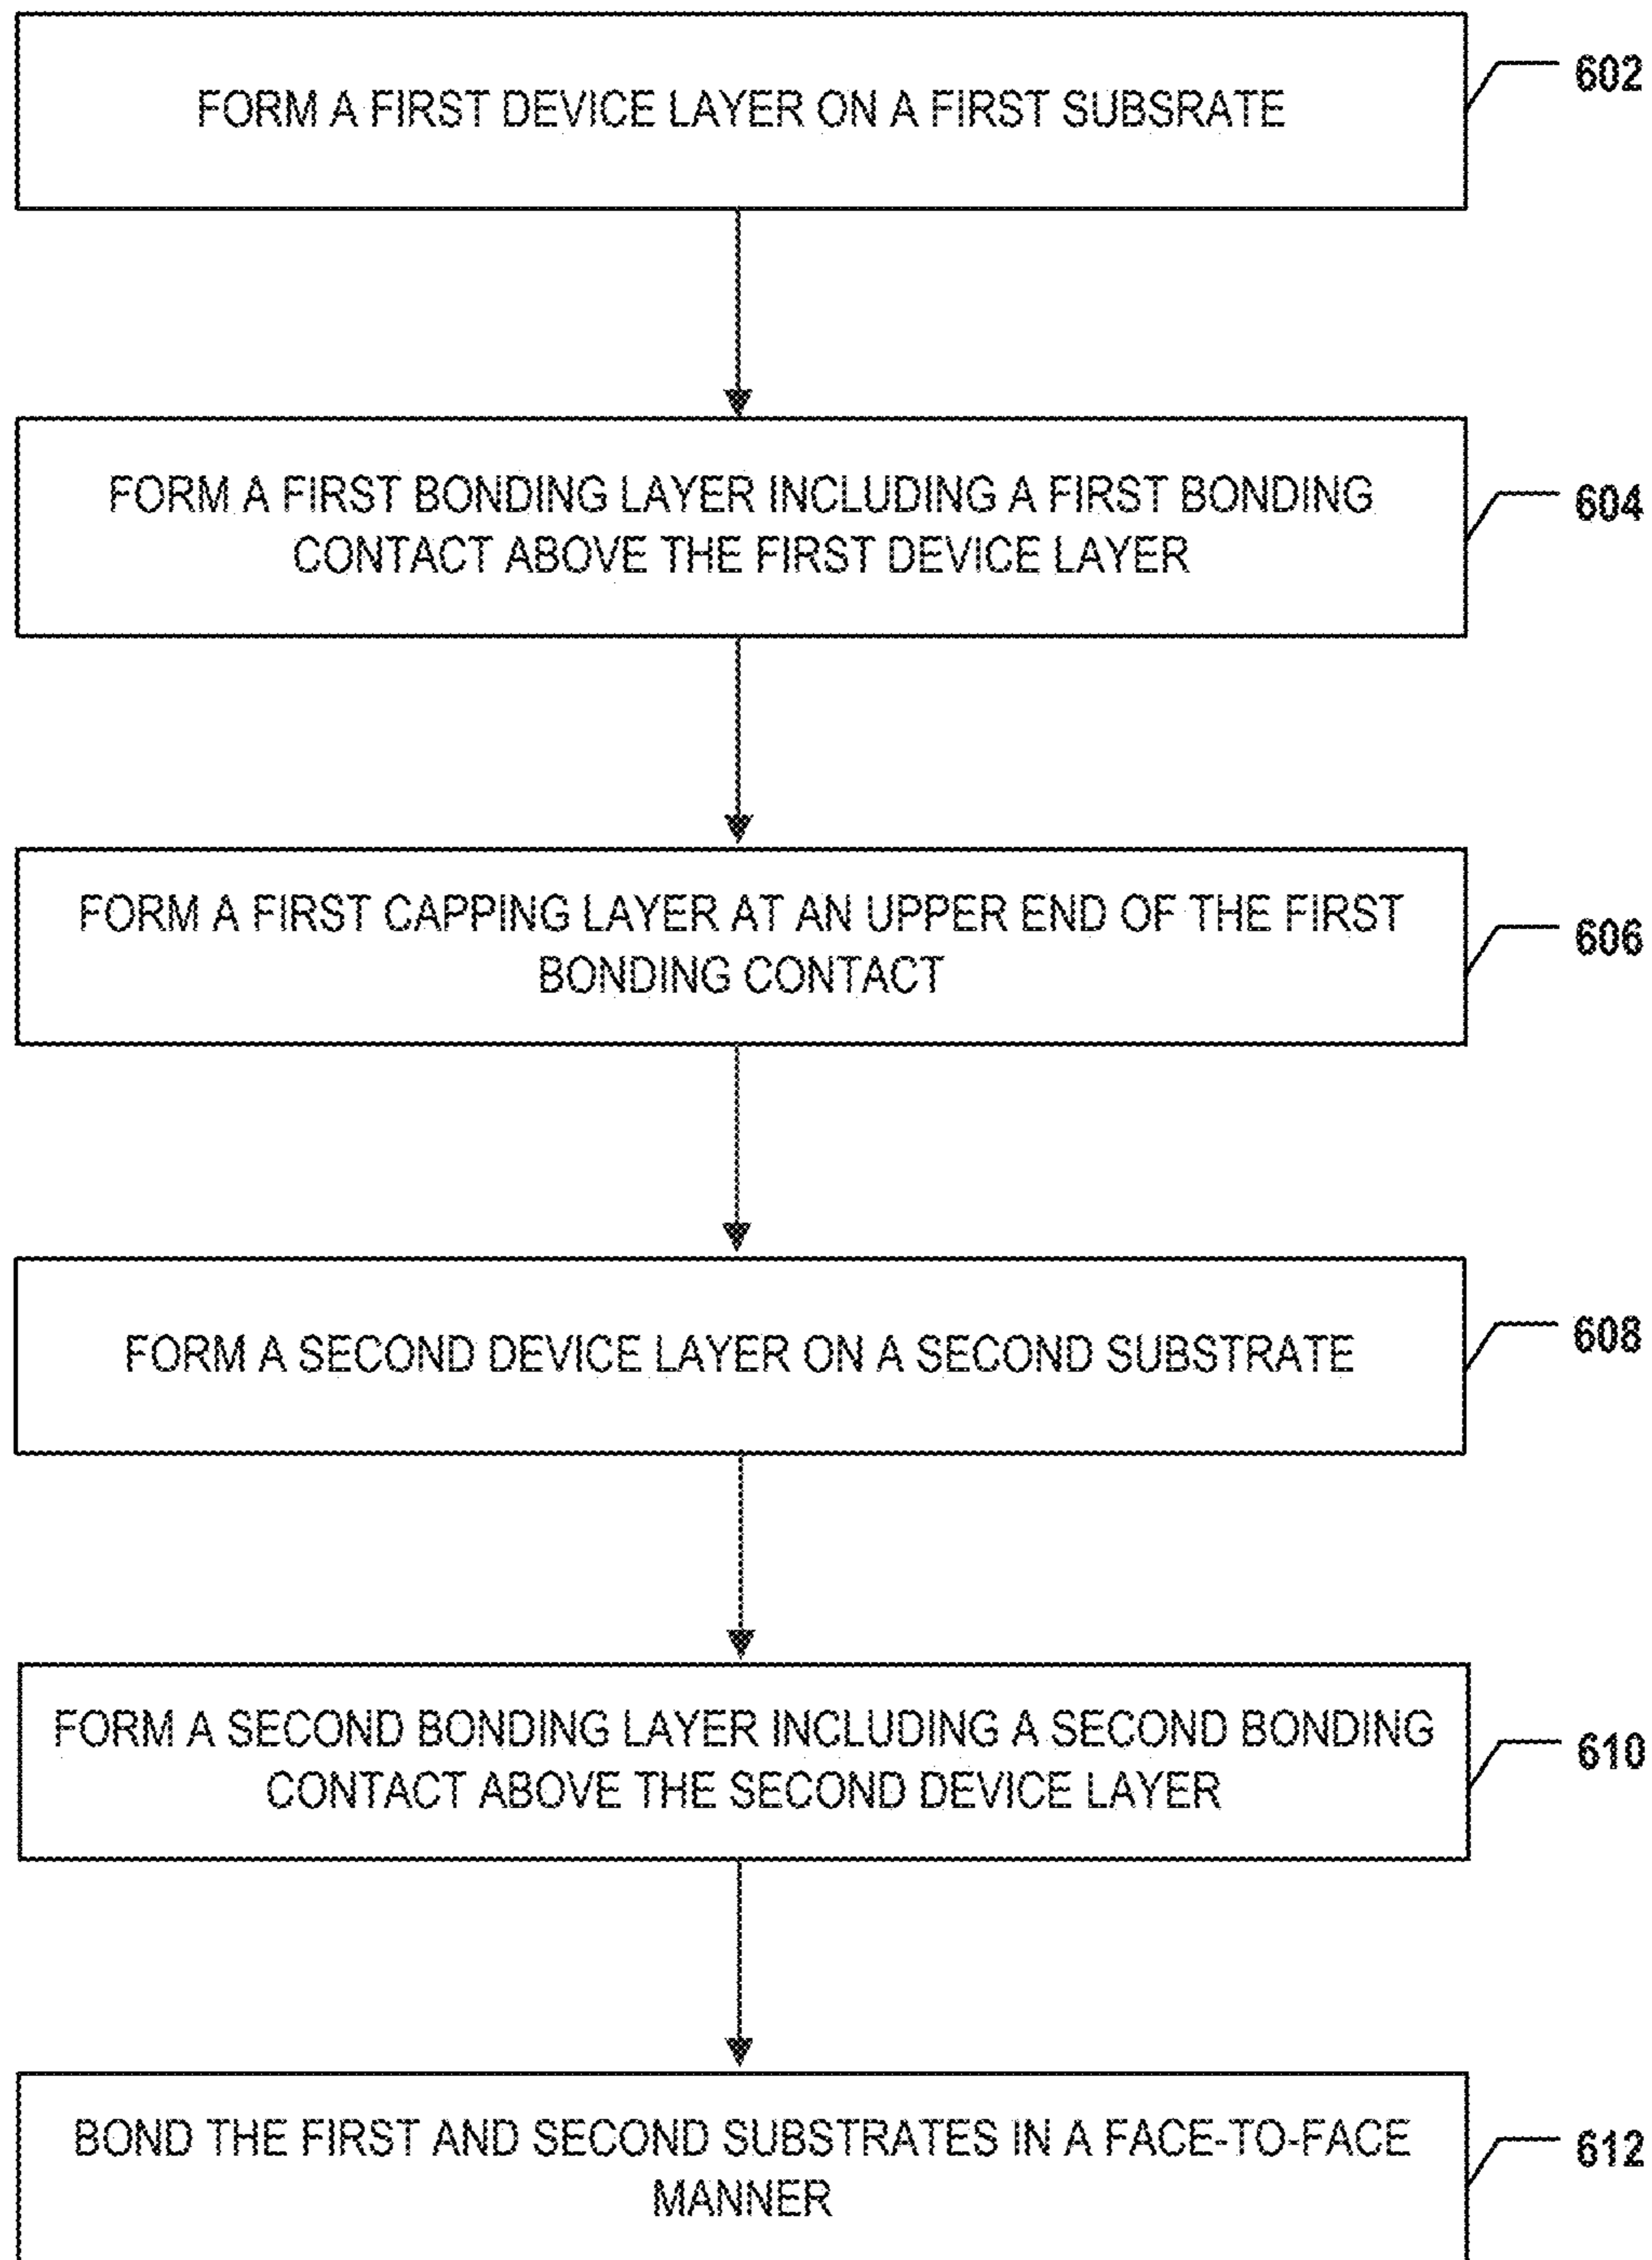 FORM A FIRST DEVICE LAYER ON A FIRST SUBSRATE
602
FORM A FIRST BONDING LAYER INCLUDING A FIRST BONDING
CONTACT ABOVE THE FIRST DEVICE LAYER
604
FORM A FIRST CAPPING LAYER AT AN UPPER END OF THE FIRST
BONDING CONTACT
606
FORM A SECOND DEVICE LAYER ON A SECOND SUBSTRATE
608
FORM A SECOND BONDING LAYER INCLUDING A SECOND BONDING
CONTACT ABOVE THE SECOND DEVICE LAYER
610
BOND THE FIRST AND SECOND SUBSTRATES IN A FACE-TO-FACE
MANNER
612